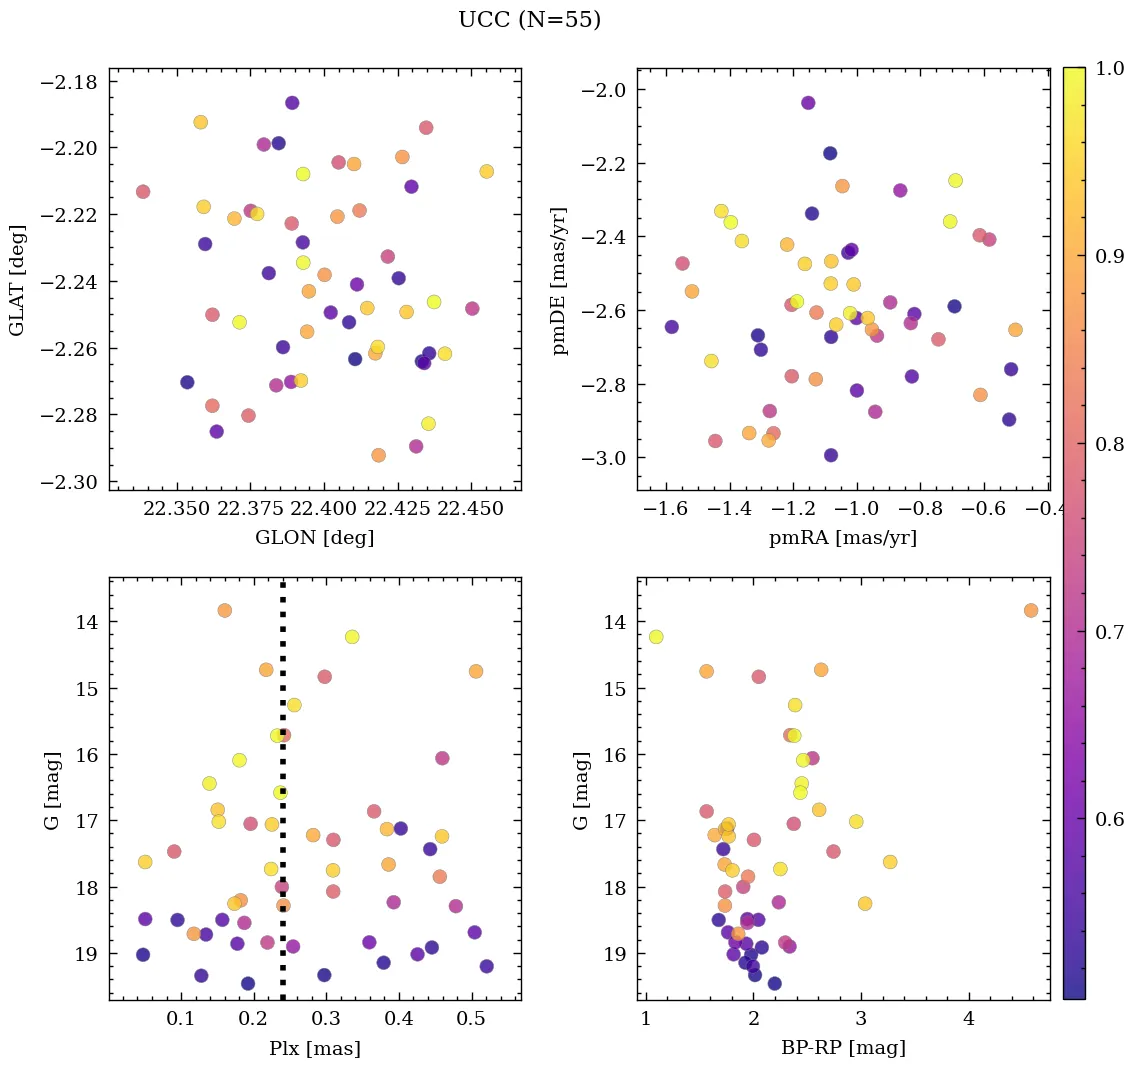 UCC (N=55)
−2.18
−2.20
−2.22
−2.24
−2.26
−2.28
−2.30
GLAT [deg]
22.350 22.375 22.400 22.425 22.450
GLON [deg]
−2.0
−2.2
−2.4
−2.6
−2.8
−3.0
pmDE [mas/yr]
−1.6 −1.4 −1.2 −1.0 −0.8 −0.6 −0.4
pmRA [mas/yr]
14
15
16
17
18
19
G [mag]
0.1 0.2 0.3 0.4 0.5
Plx [mas]
14
15
16
17
18
19
G [mag]
1 2 3 4
BP-RP [mag]
1.0
0.9
0.8
0.7
0.6